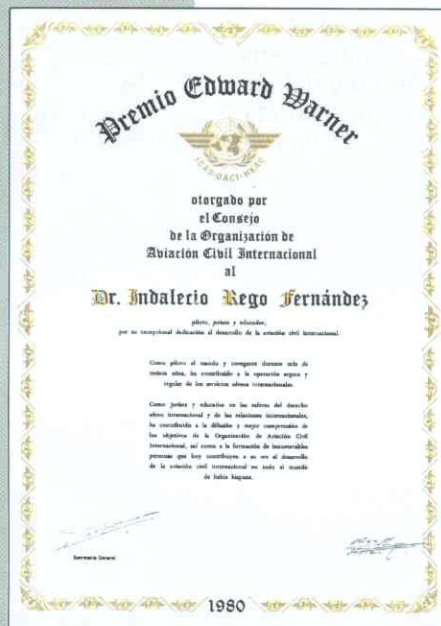 Premio Edward Warner
ICAO·OACI·ИКАО
otorgado por
el Consejo
de la Organización de
Aviación Civil Internacional
al
Dr. Indalecio Rego Fernández
piloto, jurista y educador,
por su excepcional dedicación al desarrollo de la aviación civil internacional.
Como piloto al mando y navegante durante más de
treinta años, ha contribuido a la operación segura y
regular de los servicios aéreos internacionales.
Como jurista y educador en las esferas del derecho
aéreo internacional y de las relaciones internacionales,
ha contribuido a la difusión y mejor comprensión de
los objetivos de la Organización de Aviación Civil
Internacional, así como a la formación de innumerables
personas que hoy contribuyen a su vez al desarrollo
de la aviación civil internacional en todo el mundo
de habla hispana.
Secretario General
1980